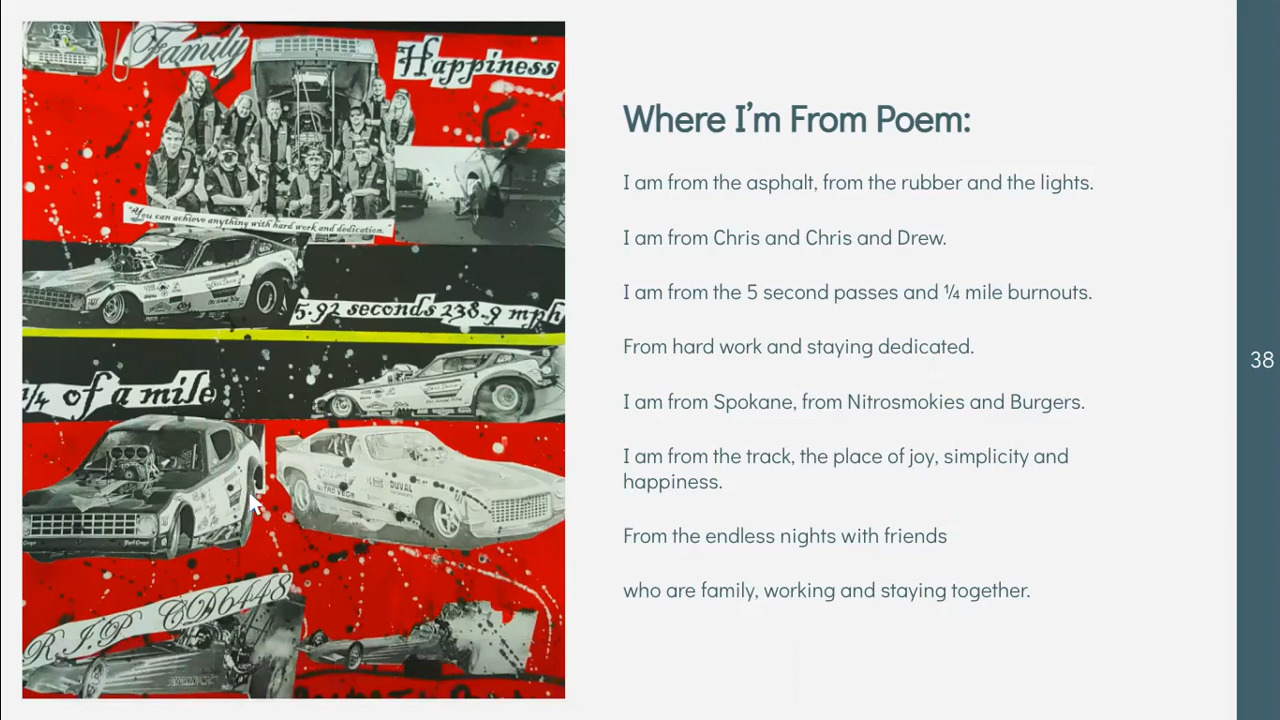 Family
Happiness
"You can achieve anything with hard work and dedication."
5.92 seconds 238.9 mph
1/4 of a mile
NITRO VEGA
DUVAL
R.I.P CD6448
Where I'm From Poem:
I am from the asphalt, from the rubber and the lights.
I am from Chris and Chris and Drew.
I am from the 5 second passes and ¼ mile burnouts.
From hard work and staying dedicated.
I am from Spokane, from Nitrosmokies and Burgers.
I am from the track, the place of joy, simplicity and
happiness.
From the endless nights with friends
who are family, working and staying together.
38